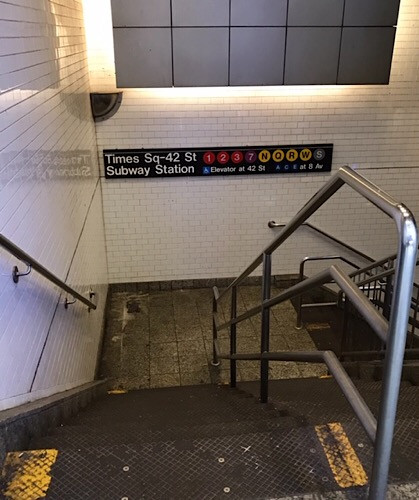 Times Sq-42 St 1 2 3 7 N Q R W S
Subway Station ♿ Elevator at 42 St A C E at 8 Av